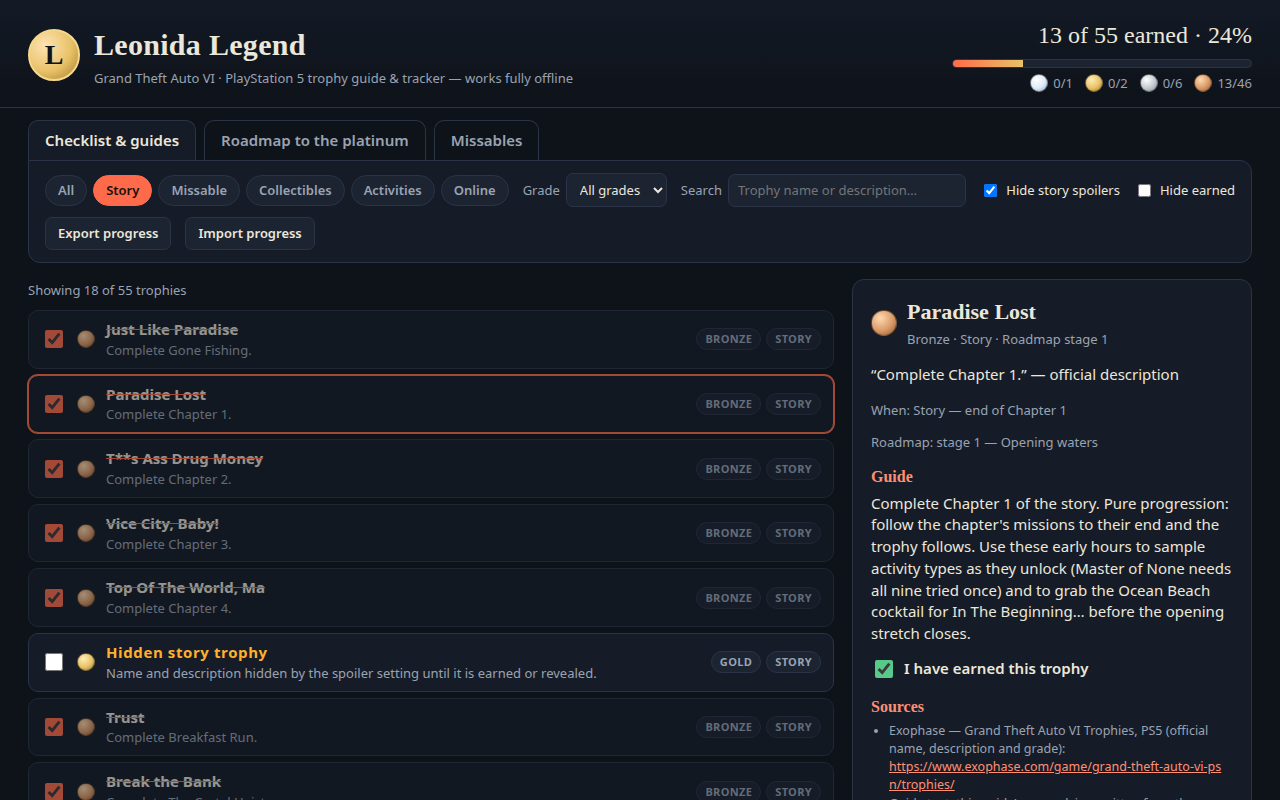 L
Leonida Legend
Grand Theft Auto VI · PlayStation 5 trophy guide & tracker — works fully offline
13 of 55 earned · 24%
0/1 0/2 0/6 13/46
Checklist & guides
Roadmap to the platinum
Missables
All Story Missable Collectibles Activities Online Grade All grades Search Trophy name or description... Hide story spoilers Hide earned
Export progress Import progress
Showing 18 of 55 trophies
Just Like Paradise
Complete Gone Fishing.
BRONZE STORY
Paradise Lost
Complete Chapter 1.
BRONZE STORY
T**s Ass Drug Money
Complete Chapter 2.
BRONZE STORY
Vice City, Baby!
Complete Chapter 3.
BRONZE STORY
Top Of The World, Ma
Complete Chapter 4.
BRONZE STORY
Hidden story trophy
Name and description hidden by the spoiler setting until it is earned or revealed.
GOLD STORY
Trust
Complete Breakfast Run.
BRONZE STORY
Break the Bank
BRONZE STORY
Paradise Lost
Bronze · Story · Roadmap stage 1
“Complete Chapter 1.” — official description
When: Story — end of Chapter 1
Roadmap: stage 1 — Opening waters
Guide
Complete Chapter 1 of the story. Pure progression:
follow the chapter's missions to their end and the
trophy follows. Use these early hours to sample
activity types as they unlock (Master of None needs
all nine tried once) and to grab the Ocean Beach
cocktail for In The Beginning... before the opening
stretch closes.
I have earned this trophy
Sources
Exophase — Grand Theft Auto VI Trophies, PS5 (official
name, description and grade):
https://www.exophase.com/game/grand-theft-auto-vi-ps
n/trophies/